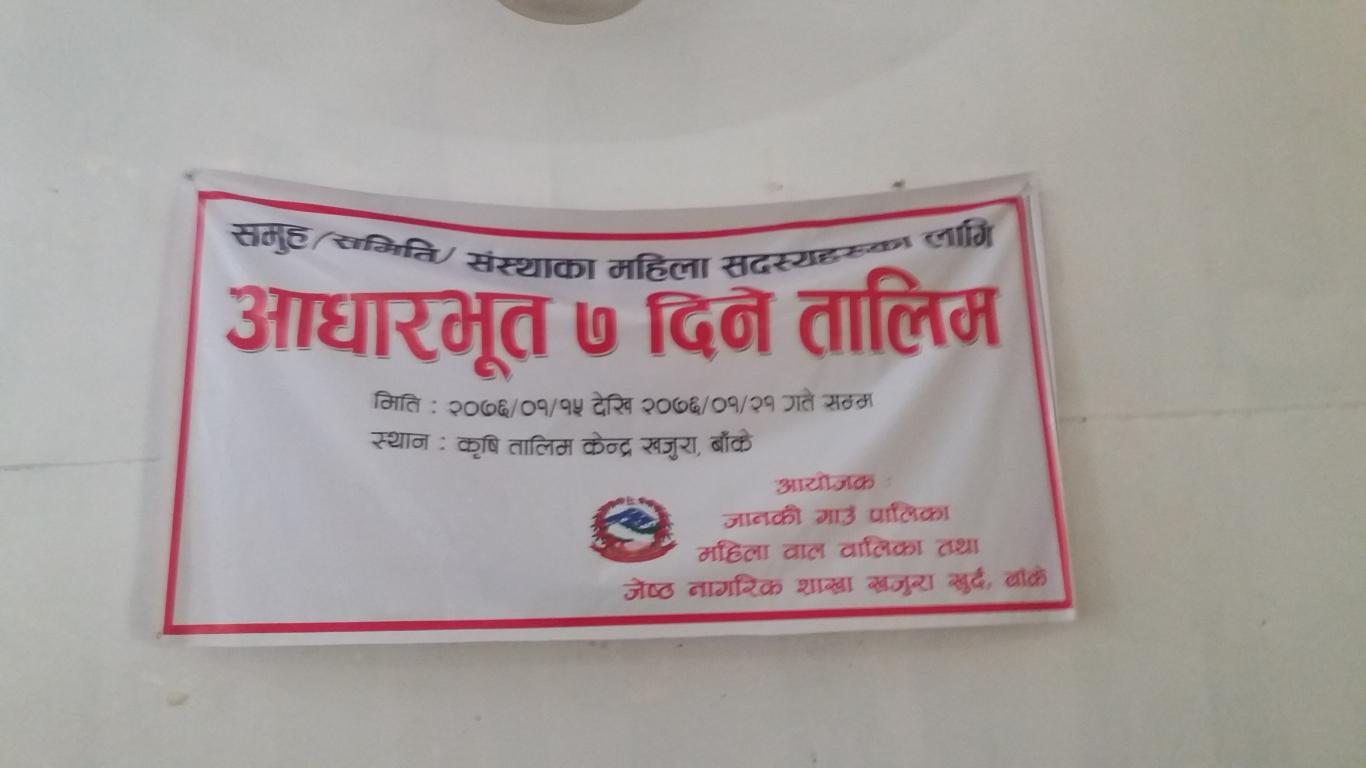 समुह/समिति/ संस्थाका महिला सदस्यहरुका लागि
आधारभूत ७ दिने तालिम
मिति : २०७६/०१/१५ देखि २०७६/०१/२१ गते सम्म
स्थान : कृषि तालिम केन्द्र खजुरा, बाँके
आयोजक :
जानकी गाउँ पालिका
महिला वाल वालिका तथा
जेष्ठ नागरिक शाखा खजुरा खुर्द, बाँके